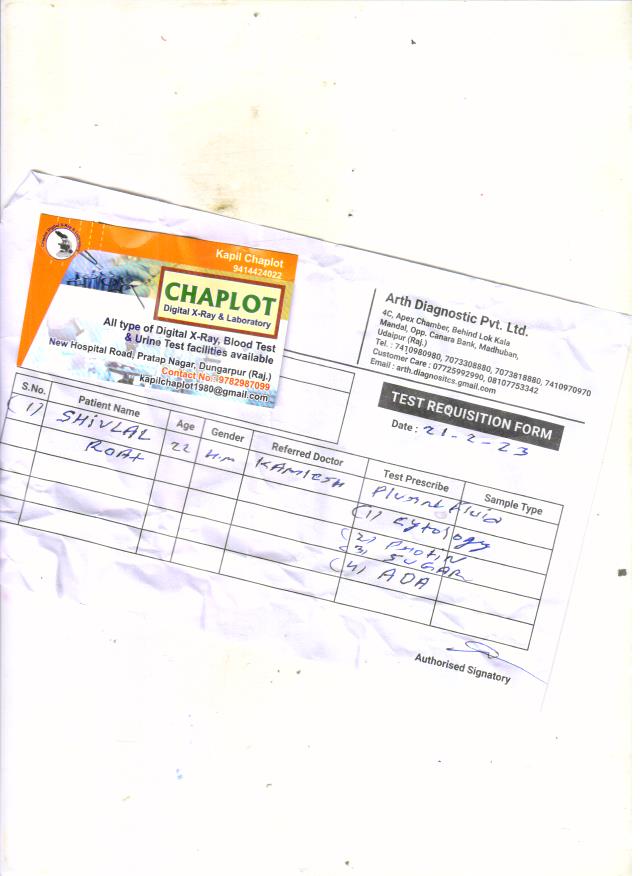 Kapil Chaplot
9414424022
CHAPLOT
Digital X-Ray & Laboratory
All type of Digital X-Ray, Blood Test
& Urine Test facilities available
New Hospital Road, Pratap Nagar, Dungarpur (Raj.)
Contact No.: 9782987099
kapilchaplot1980@gmail.com
Arth Diagnostic Pvt. Ltd.
4C, Apex Chamber, Behind Lok Kala
Mandal, Opp. Canara Bank, Madhuban,
Udaipur (Raj.)
Tel. : 7410980980, 7073308880, 7073818880, 7410970970
Customer Care : 07725992990, 08107753342
Email : arth.diagnositcs.gmail.com
TEST REQUISITION FORM
Date : 21-2-23
S.No. Patient Name Age Gender Referred Doctor Test Prescribe Sample Type
(1) SHIVLAL 22 KAMLESH Fluid
ROAT (1) Cytology
(2) PROTIN
3) SUGAR
(4) ADA
Authorised Signatory